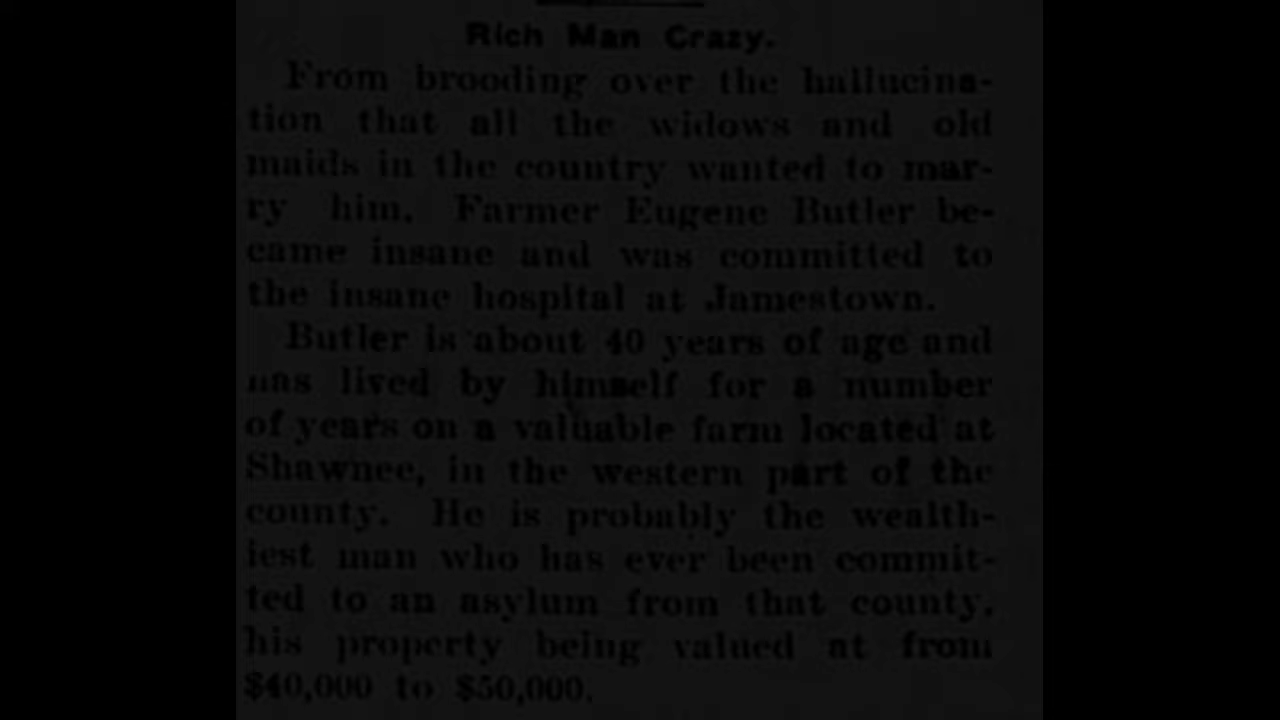 Rich Man Crazy.
From brooding over the hallucina-
tion that all the widows and old
maids in the country wanted to mar-
ry him, Farmer Eugene Butler be-
came insane and was committed to
the insane hospital at Jamestown.
Butler is about 40 years of age and
has lived by himself for a number
of years on a valuable farm located at
Shawnee, in the western part of the
county. He is probably the wealth-
iest man who has ever been commit-
ted to an asylum from that county,
his property being valued at from
$40,000 to $50,000.